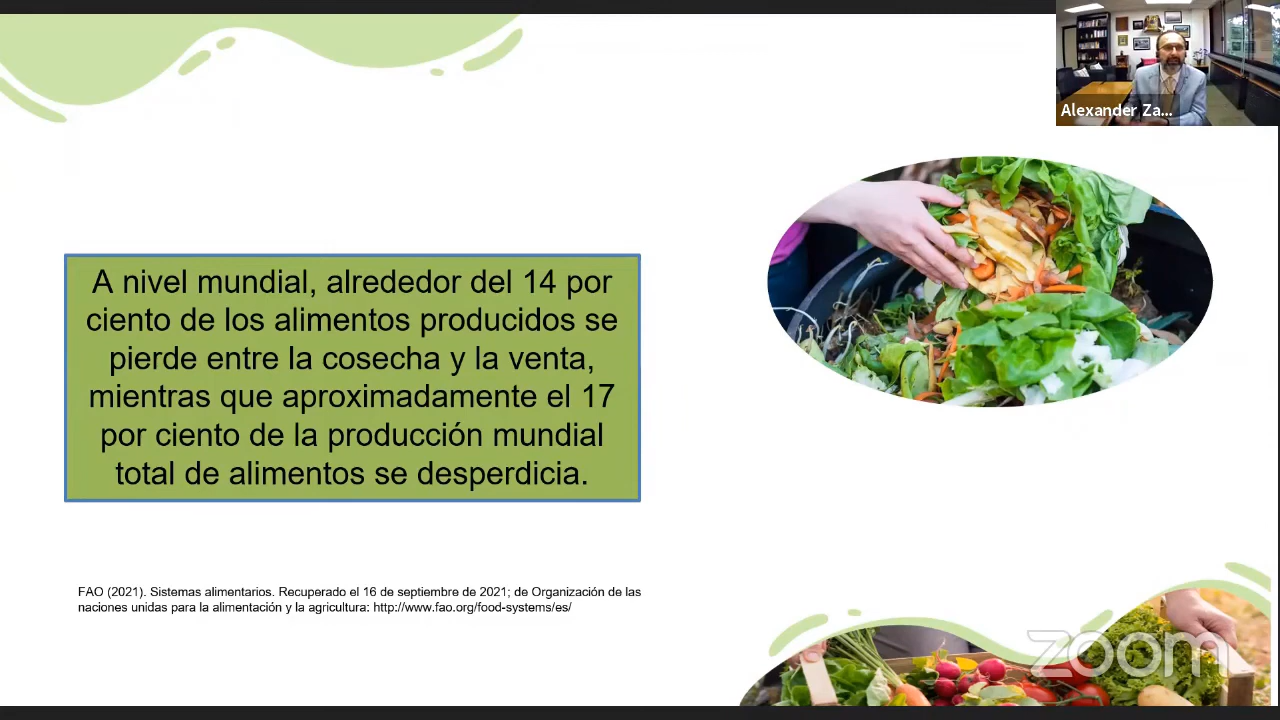 Alexander Za...
A nivel mundial, alrededor del 14 por
ciento de los alimentos producidos se
pierde entre la cosecha y la venta,
mientras que aproximadamente el 17
por ciento de la producción mundial
total de alimentos se desperdicia.
FAO (2021). Sistemas alimentarios. Recuperado el 16 de septiembre de 2021; de Organización de las
naciones unidas para la alimentación y la agricultura: http://www.fao.org/food-systems/es/
zoom